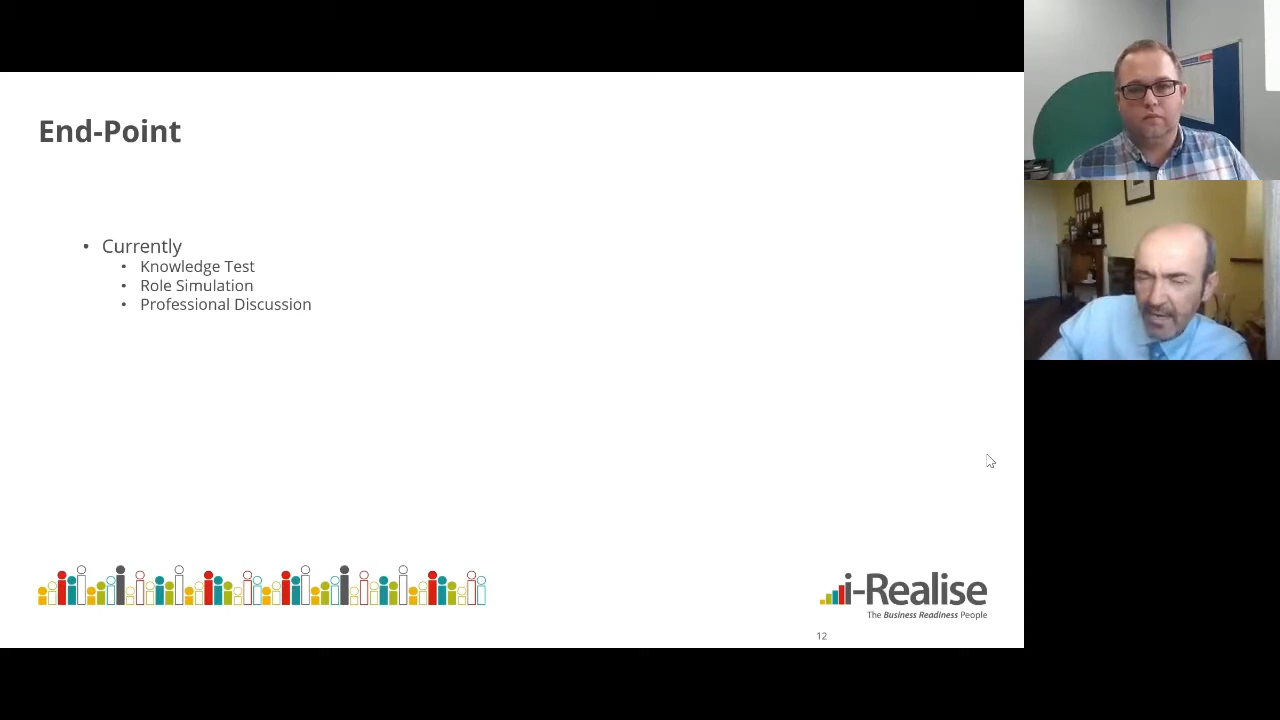 End-Point
• Currently
• Knowledge Test
• Role Simulation
• Professional Discussion
i-Realise
The Business Readiness People
12